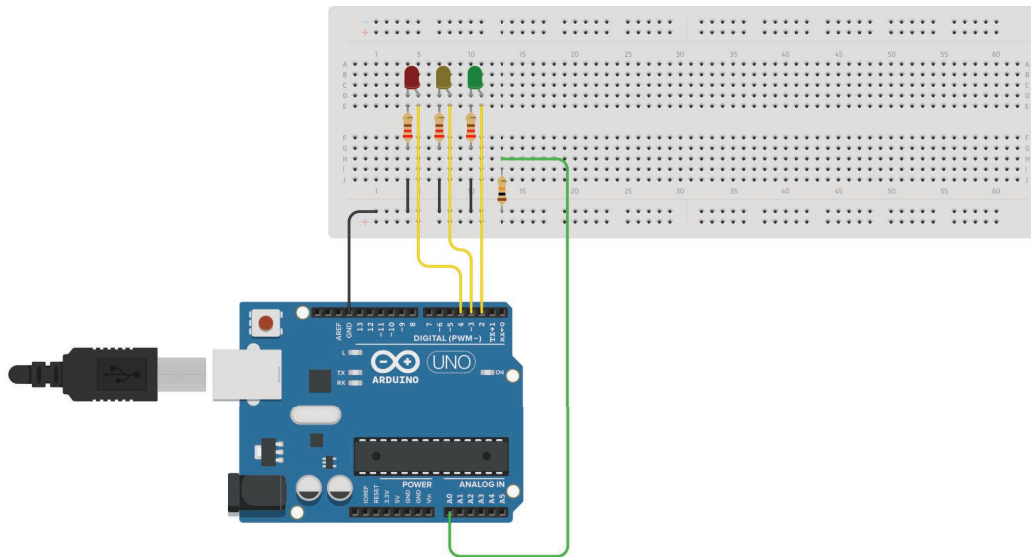 1 5 10 15 20 25 30 35 40 45 50 55 60
A A
B B
C C
D D
E E
F F
G G
H H
I I
J J
1 5 10 15 20 25 30 35 40 45 50 55 60
AREF
GND
13
12
~11
~10
~9
8
7
~6
~5
4
~3
2
TX→1
RX←0
DIGITAL (PWM~)
L
TX
RX
ARDUINO
UNO
ON
POWER
ANALOG IN
IOREF
RESET
3.3V
5V
GND
GND
Vin
A0
A1
A2
A3
A4
A5